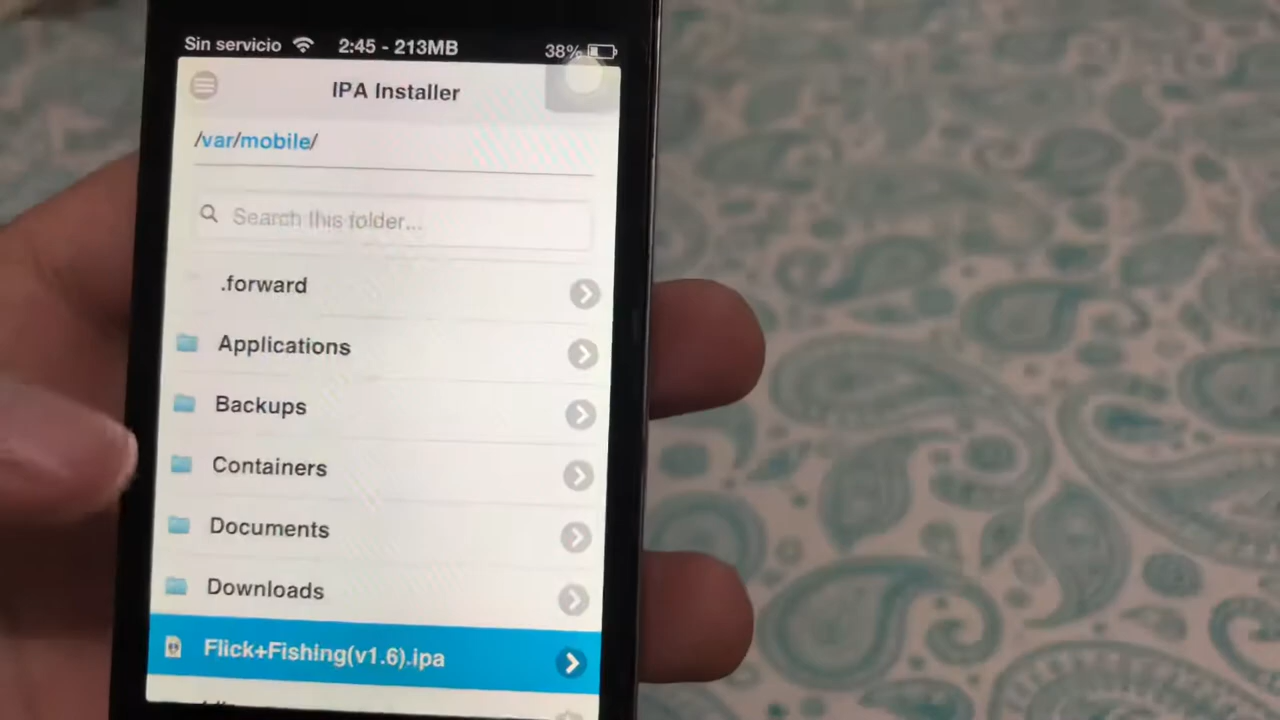 Sin servicio 2:45 - 213MB 38%
IPA Installer
/var/mobile/
Search this folder...
.forward
Applications
Backups
Containers
Documents
Downloads
Flick+Fishing(v1.6).ipa